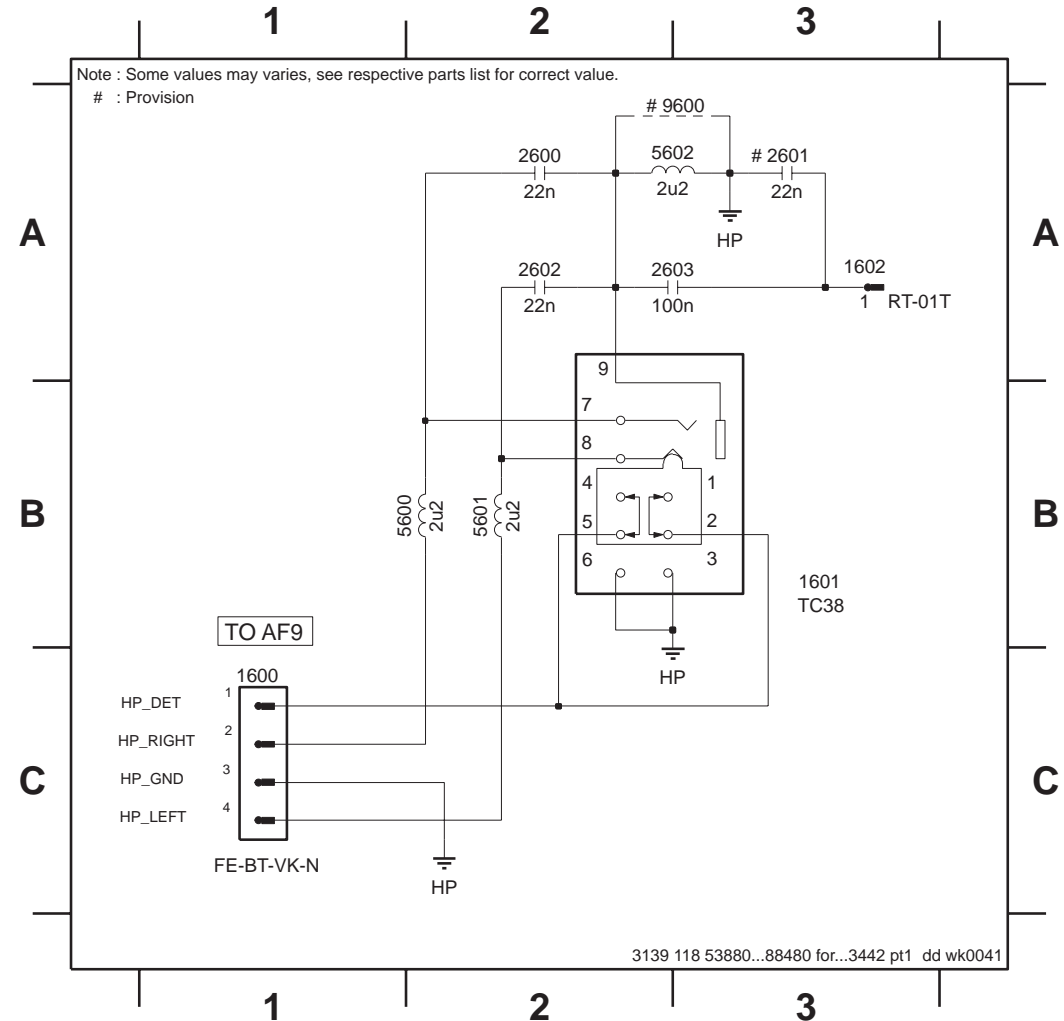 1 2 3
Note : Some values may varies, see respective parts list for correct value.
# : Provision
# 9600
2600 5602 # 2601
22n 2u2 22n
A A
HP
2602 2603 1602
22n 100n 1 RT-01T
9
7
8
4 1
B 5600 2u2 5601 2u2 5 2 B
6 3
1601
TC38
TO AF9
HP
1600
HP_DET 1
HP_RIGHT 2
C HP_GND 3 C
HP_LEFT 4
FE-BT-VK-N
HP
3139 118 53880...88480 for...3442 pt1 dd wk0041
1 2 3